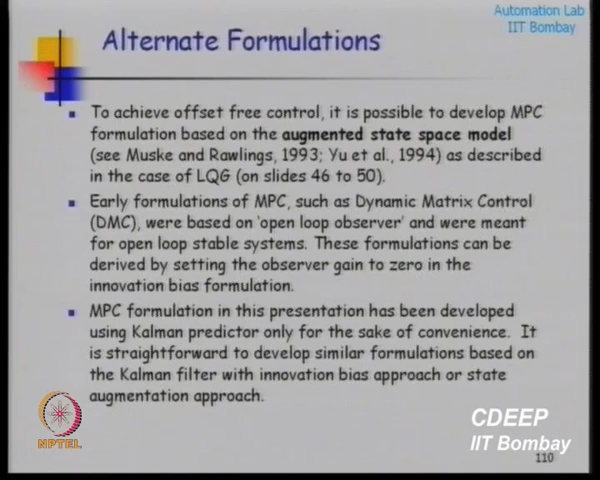 Automation Lab
IIT Bombay
Alternate Formulations
To achieve offset free control, it is possible to develop MPC
formulation based on the augmented state space model
(see Muske and Rawlings, 1993; Yu et al., 1994) as described
in the case of LQG (on slides 46 to 50).
Early formulations of MPC, such as Dynamic Matrix Control
(DMC), were based on 'open loop observer' and were meant
for open loop stable systems. These formulations can be
derived by setting the observer gain to zero in the
innovation bias formulation.
MPC formulation in this presentation has been developed
using Kalman predictor only for the sake of convenience. It
is straightforward to develop similar formulations based on
the Kalman filter with innovation bias approach or state
augmentation approach.
NPTEL
CDEEP
IIT Bombay
110